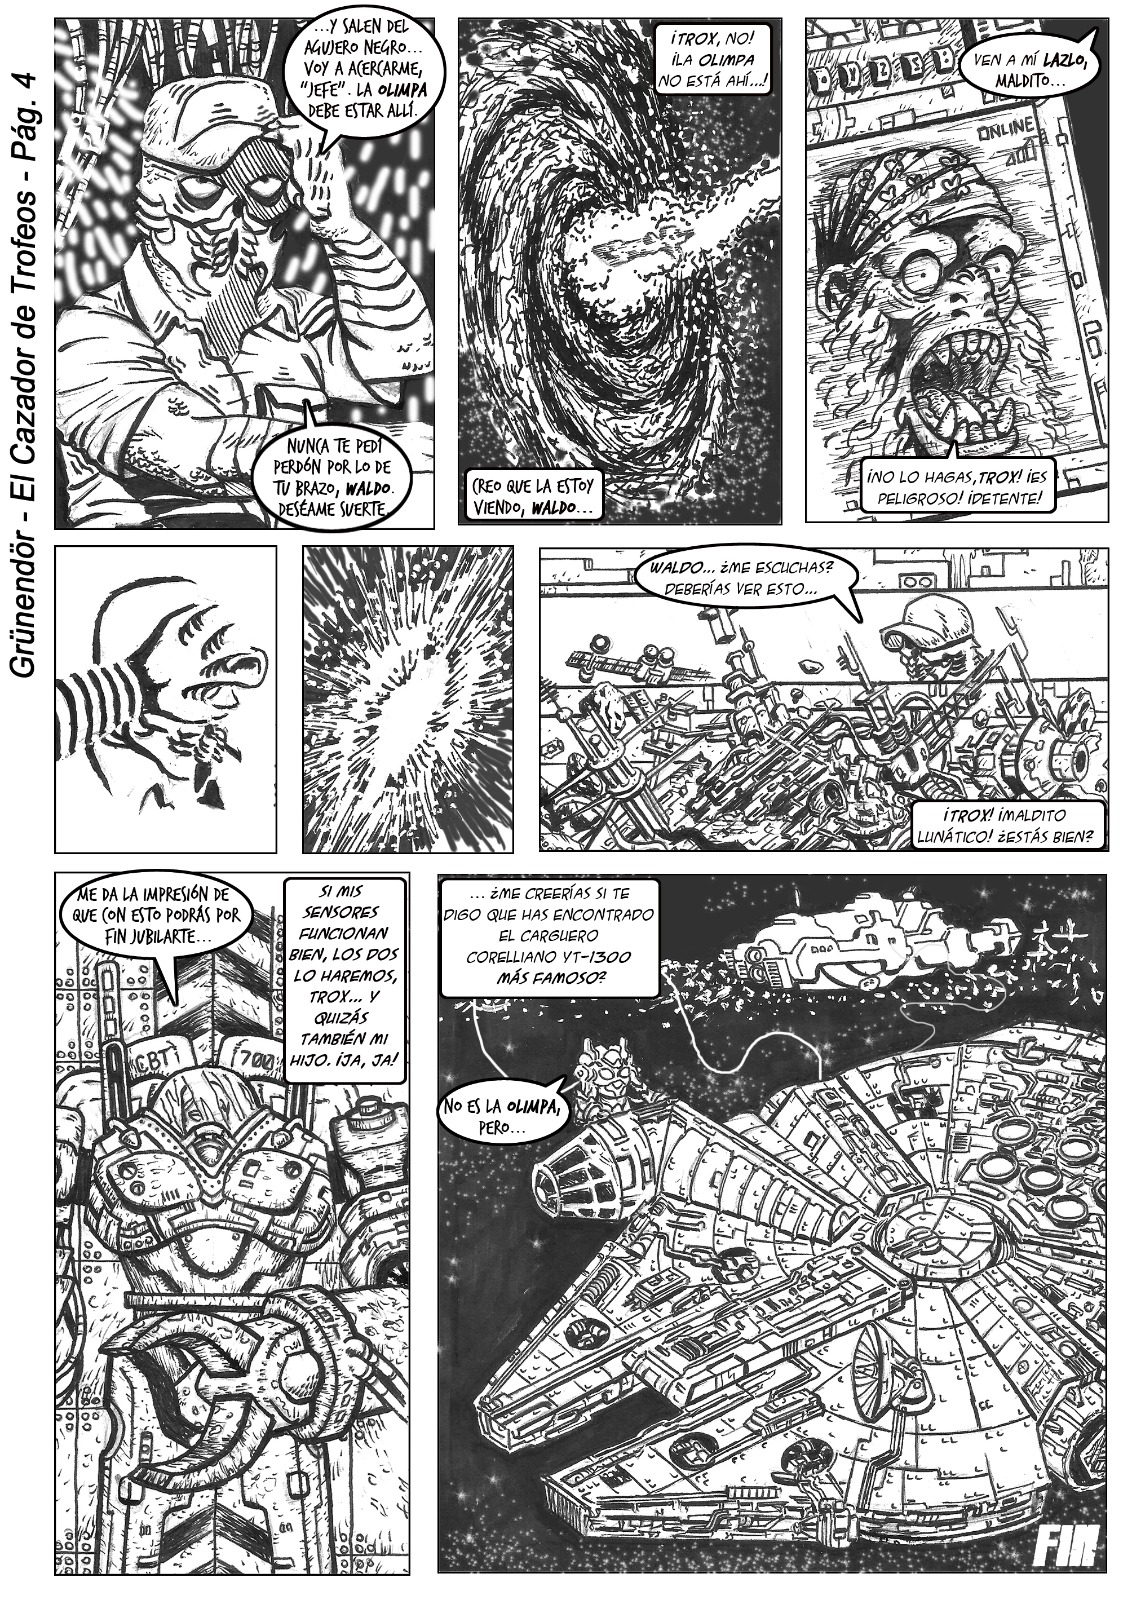 Grünendör - El Cazador de Trofeos - Pág. 4
...Y SALEN DEL
AGUJERO NEGRO...
VOY A ACERCARME,
"JEFE". LA OLIMPA
DEBE ESTAR ALLÍ.
NUNCA TE PEDÍ
PERDÓN POR LO DE
TU BRAZO, WALDO.
DESÉAME SUERTE.
¡TROX, NO!
¡LA OLIMPA
NO ESTÁ AHÍ...!
CREO QUE LA ESTOY
VIENDO, WALDO...
VEN A MÍ LAZLO,
MALDITO...
ONLINE
¡NO LO HAGAS, TROX! ¡ES
PELIGROSO! ¡DETENTE!
WALDO... ¿ME ESCUCHAS?
DEBERÍAS VER ESTO...
¡TROX! ¡MALDITO
LUNÁTICO! ¿ESTÁS BIEN?
ME DA LA IMPRESIÓN DE
QUE CON ESTO PODRÁS POR
FIN JUBILARTE...
SI MIS
SENSORES
FUNCIONAN
BIEN, LOS DOS
LO HAREMOS,
TROX... Y
QUIZÁS
TAMBIÉN MI
HIJO. ¡JA, JA!
CBTI 700
... ¿ME CREERÍAS SI TE
DIGO QUE HAS ENCONTRADO
EL CARGUERO
CORELLIANO YT-1300
MÁS FAMOSO?
NO ES LA OLIMPA,
PERO...
FIN